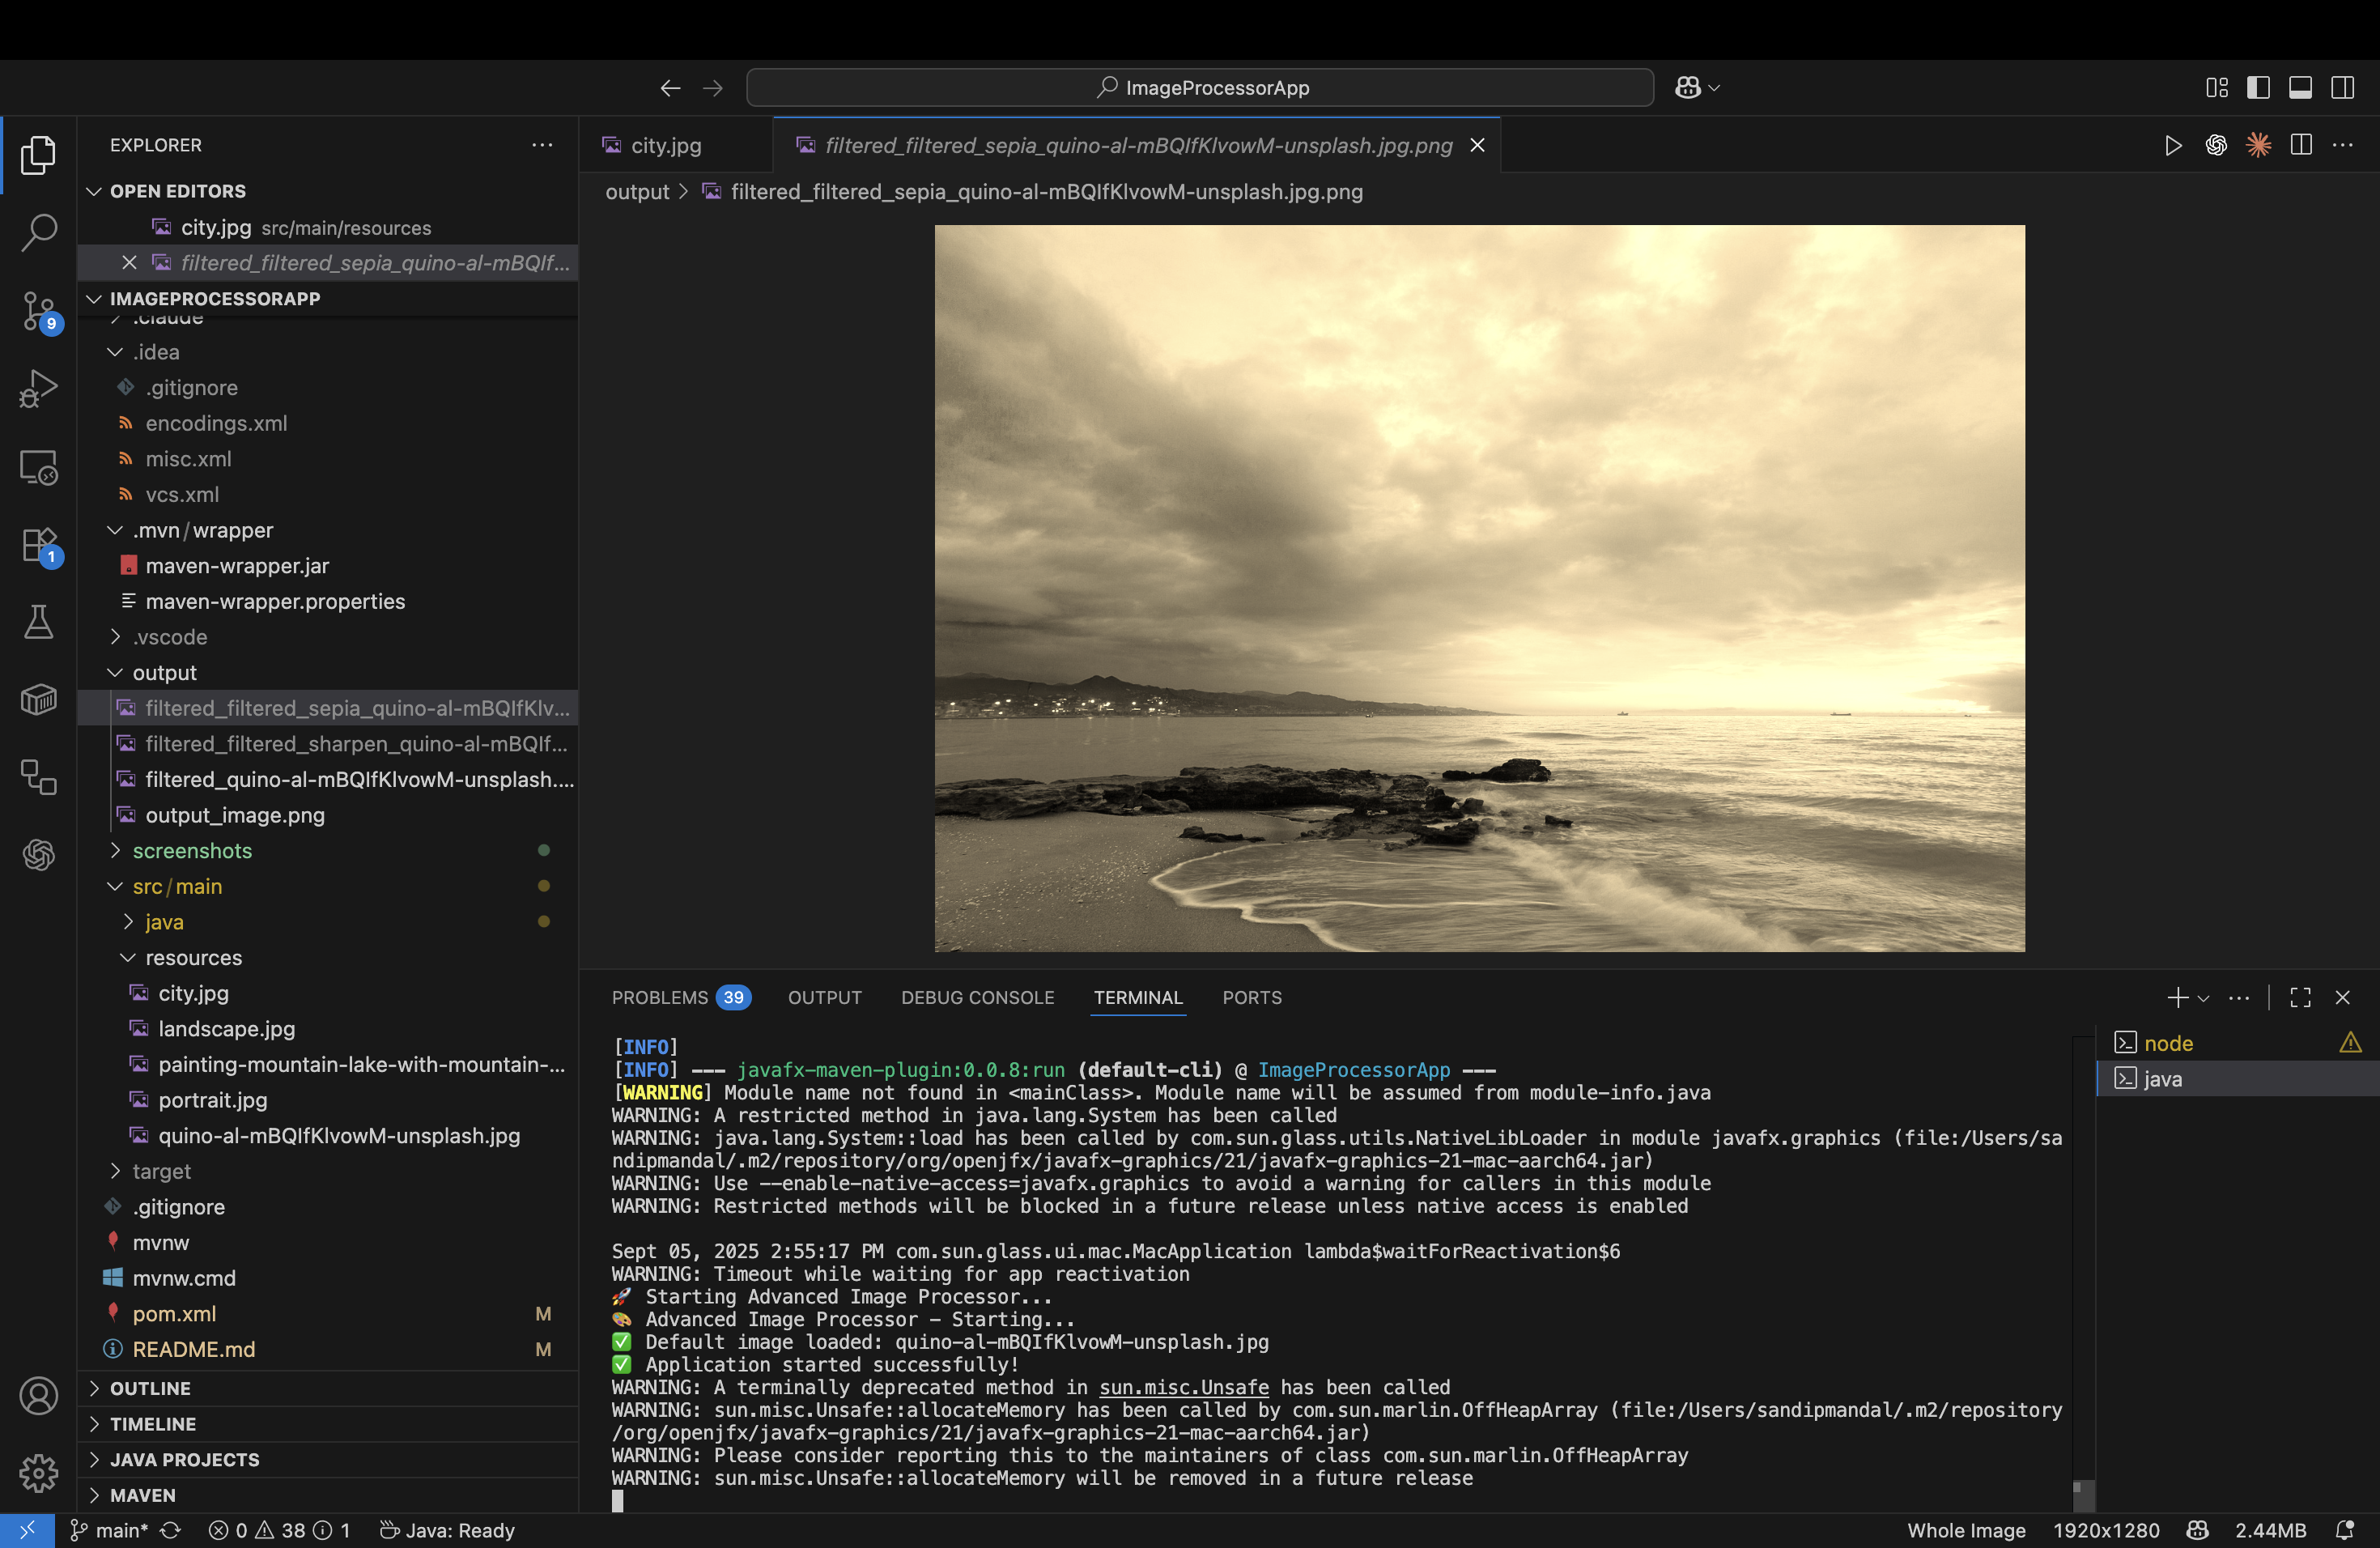 ImageProcessorApp
EXPLORER
OPEN EDITORS
city.jpg src/main/resources
filtered_filtered_sepia_quino-al-mBQIf...
IMAGEPROCESSORAPP
.claude
.idea
.gitignore
encodings.xml
misc.xml
vcs.xml
.mvn/wrapper
maven-wrapper.jar
maven-wrapper.properties
.vscode
output
filtered_filtered_sepia_quino-al-mBQIfKlv...
filtered_filtered_sharpen_quino-al-mBQIf...
filtered_quino-al-mBQIfKlvowM-unsplash....
output_image.png
screenshots
src/main
java
resources
city.jpg
landscape.jpg
painting-mountain-lake-with-mountain-...
portrait.jpg
quino-al-mBQIfKlvowM-unsplash.jpg
target
.gitignore
mvnw
mvnw.cmd
pom.xml M
README.md M
OUTLINE
TIMELINE
JAVA PROJECTS
MAVEN
9
1
city.jpg
filtered_filtered_sepia_quino-al-mBQIfKlvowM-unsplash.jpg.png
output > filtered_filtered_sepia_quino-al-mBQIfKlvowM-unsplash.jpg.png
PROBLEMS 39 OUTPUT DEBUG CONSOLE TERMINAL PORTS
[INFO]
[INFO] --- javafx-maven-plugin:0.0.8:run (default-cli) @ ImageProcessorApp ---
[WARNING] Module name not found in <mainClass>. Module name will be assumed from module-info.java
WARNING: A restricted method in java.lang.System has been called
WARNING: java.lang.System::load has been called by com.sun.glass.utils.NativeLibLoader in module javafx.graphics (file:/Users/sa
ndipmandal/.m2/repository/org/openjfx/javafx-graphics/21/javafx-graphics-21-mac-aarch64.jar)
WARNING: Use --enable-native-access=javafx.graphics to avoid a warning for callers in this module
WARNING: Restricted methods will be blocked in a future release unless native access is enabled
Sept 05, 2025 2:55:17 PM com.sun.glass.ui.mac.MacApplication lambda$waitForReactivation$6
WARNING: Timeout while waiting for app reactivation
🚀 Starting Advanced Image Processor...
🎨 Advanced Image Processor - Starting...
✅ Default image loaded: quino-al-mBQIfKlvowM-unsplash.jpg
✅ Application started successfully!
WARNING: A terminally deprecated method in sun.misc.Unsafe has been called
WARNING: sun.misc.Unsafe::allocateMemory has been called by com.sun.marlin.OffHeapArray (file:/Users/sandipmandal/.m2/repository
/org/openjfx/javafx-graphics/21/javafx-graphics-21-mac-aarch64.jar)
WARNING: Please consider reporting this to the maintainers of class com.sun.marlin.OffHeapArray
WARNING: sun.misc.Unsafe::allocateMemory will be removed in a future release
node
java
main* 0 38 1 Java: Ready
Whole Image 1920x1280 2.44MB